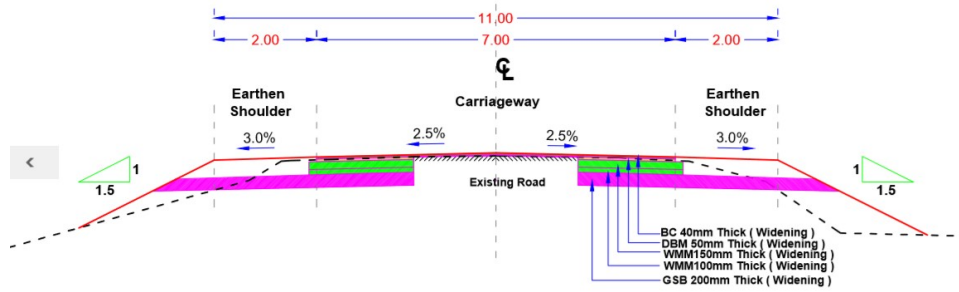 11.00
2.00 7.00 2.00
℄
Earthen
Shoulder
Carriageway
Earthen
Shoulder
3.0% 2.5% 2.5% 3.0%
<
1
1.5
Existing Road
1
1.5
BC 40mm Thick ( Widening )
DBM 50mm Thick ( Widening )
WMM150mm Thick ( Widening )
WMM100mm Thick ( Widening )
GSB 200mm Thick ( Widening )